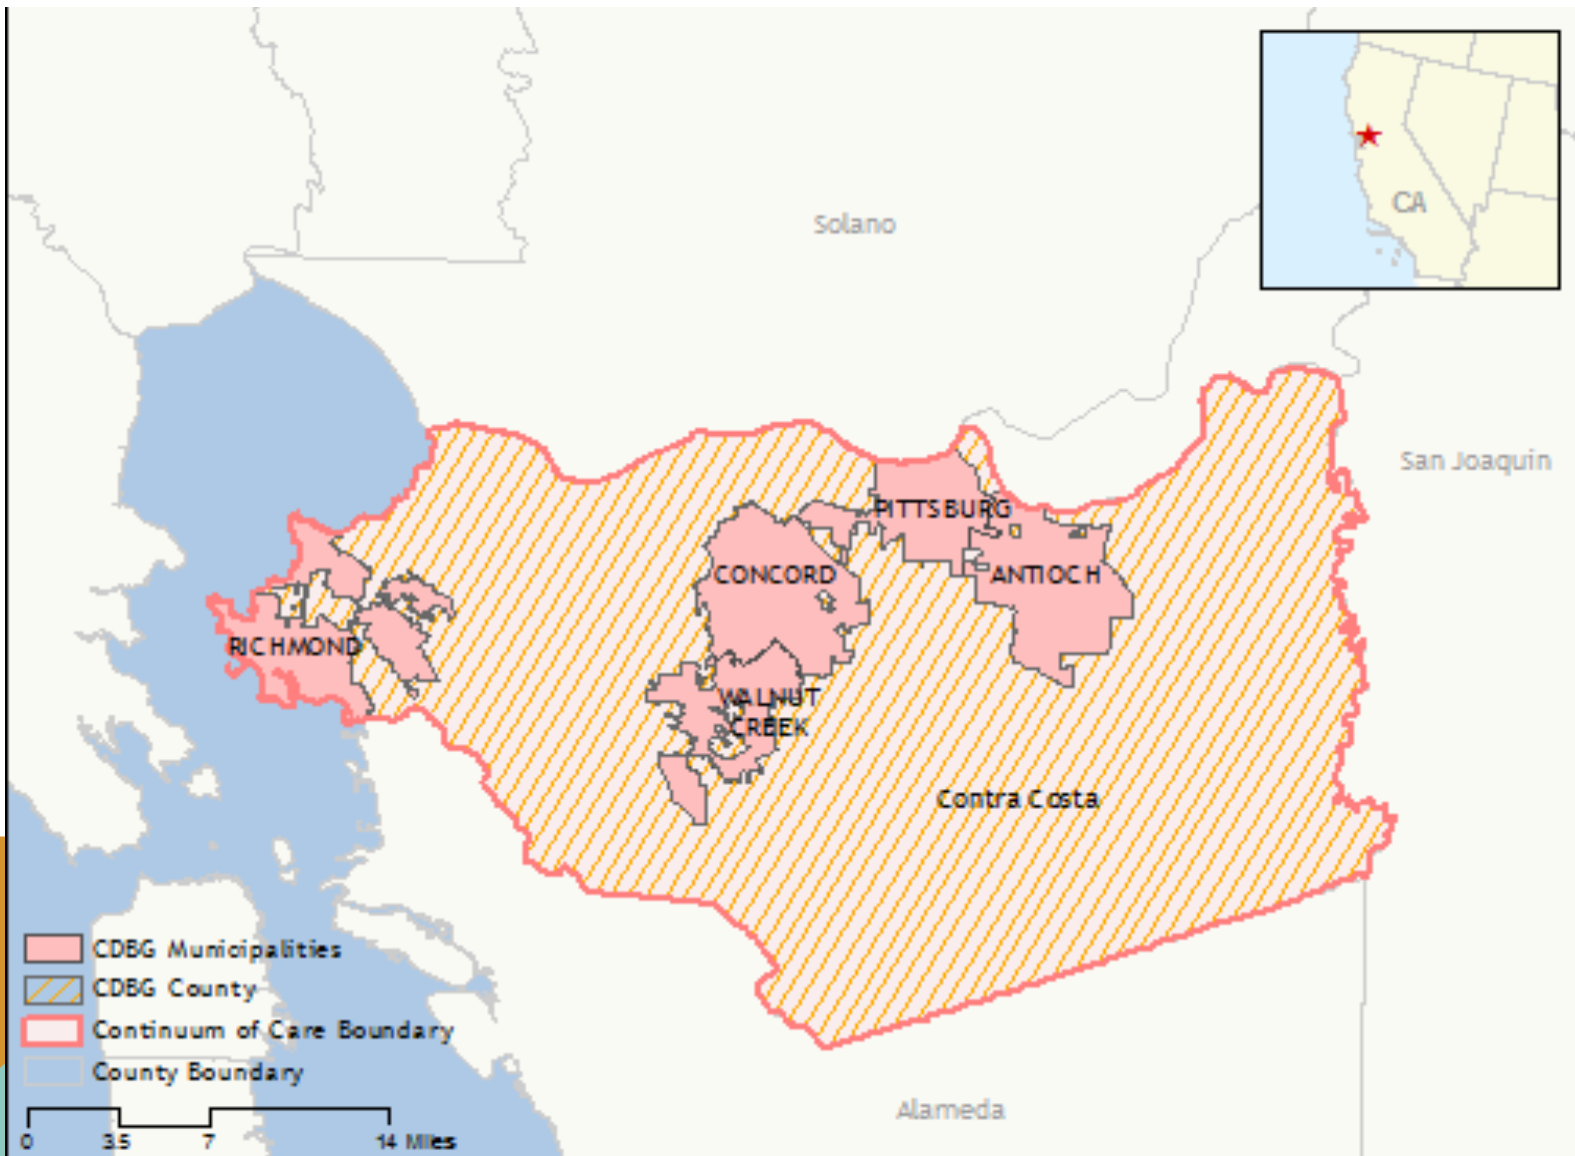 CA
Solano
San Joaquin
PITTSBURG
CONCORD
ANTIOCH
RICHMOND
WALNUT
CREEK
Contra Costa
CDBG Municipalities
CDBG County
Continuum of Care Boundary
County Boundary
0 3.5 7 14 Miles
Alameda